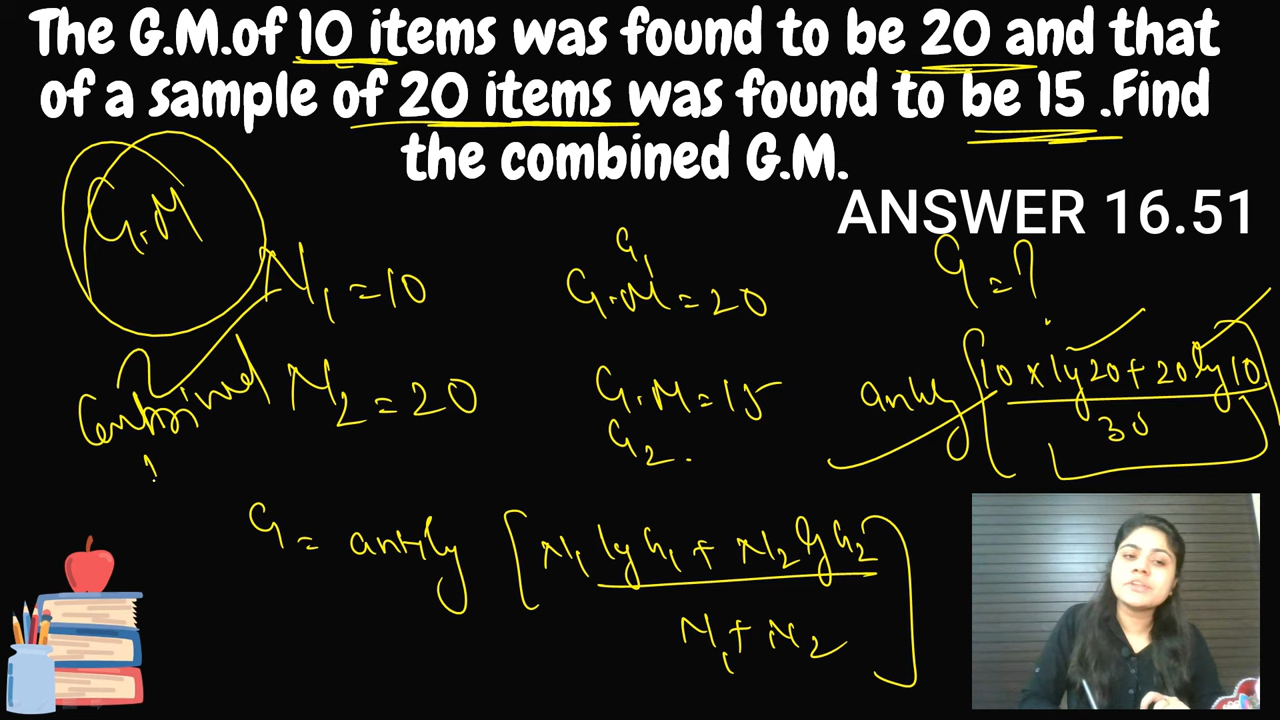 The G.M.of 10 items was found to be 20 and that
of a sample of 20 items was found to be 15 .Find
the combined G.M.
ANSWER 16.51
G.M
Combined
?
N₁ = 10
G₁
G.M = 20
G = ?
N₂ = 20
G.M = 15
G₂
antilog [10 x log 20 + 20 log 10
30]
G = antilog [N₁ log G₁ + N₂ log G₂
N₁ + N₂]